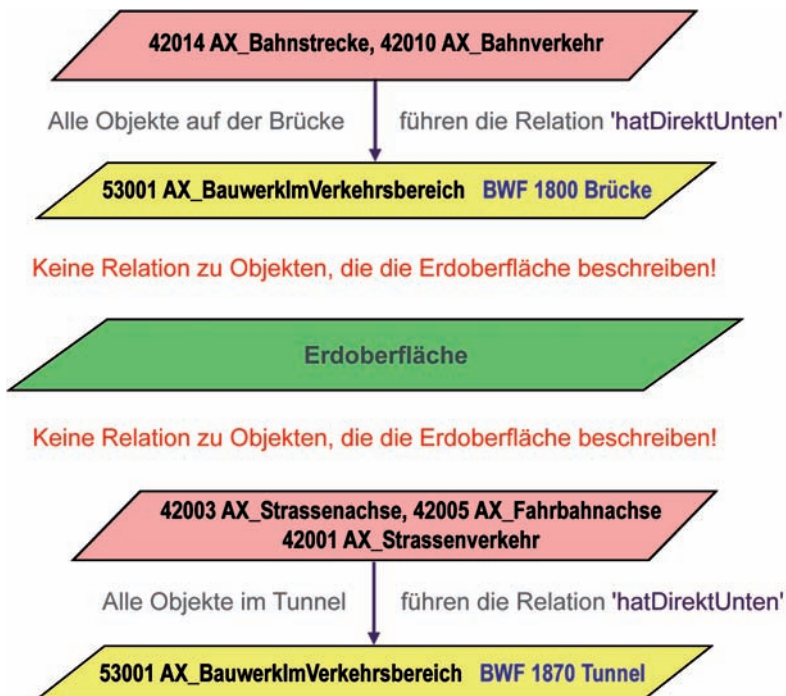 42014 AX_Bahnstrecke, 42010 AX_Bahnverkehr
Alle Objekte auf der Brücke führen die Relation 'hatDirektUnten'
53001 AX_BauwerkImVerkehrsbereich BWF 1800 Brücke
Keine Relation zu Objekten, die die Erdoberfläche beschreiben!
Erdoberfläche
Keine Relation zu Objekten, die die Erdoberfläche beschreiben!
42003 AX_Strassenachse, 42005 AX_Fahrbahnachse
42001 AX_Strassenverkehr
Alle Objekte im Tunnel führen die Relation 'hatDirektUnten'
53001 AX_BauwerkImVerkehrsbereich BWF 1870 Tunnel